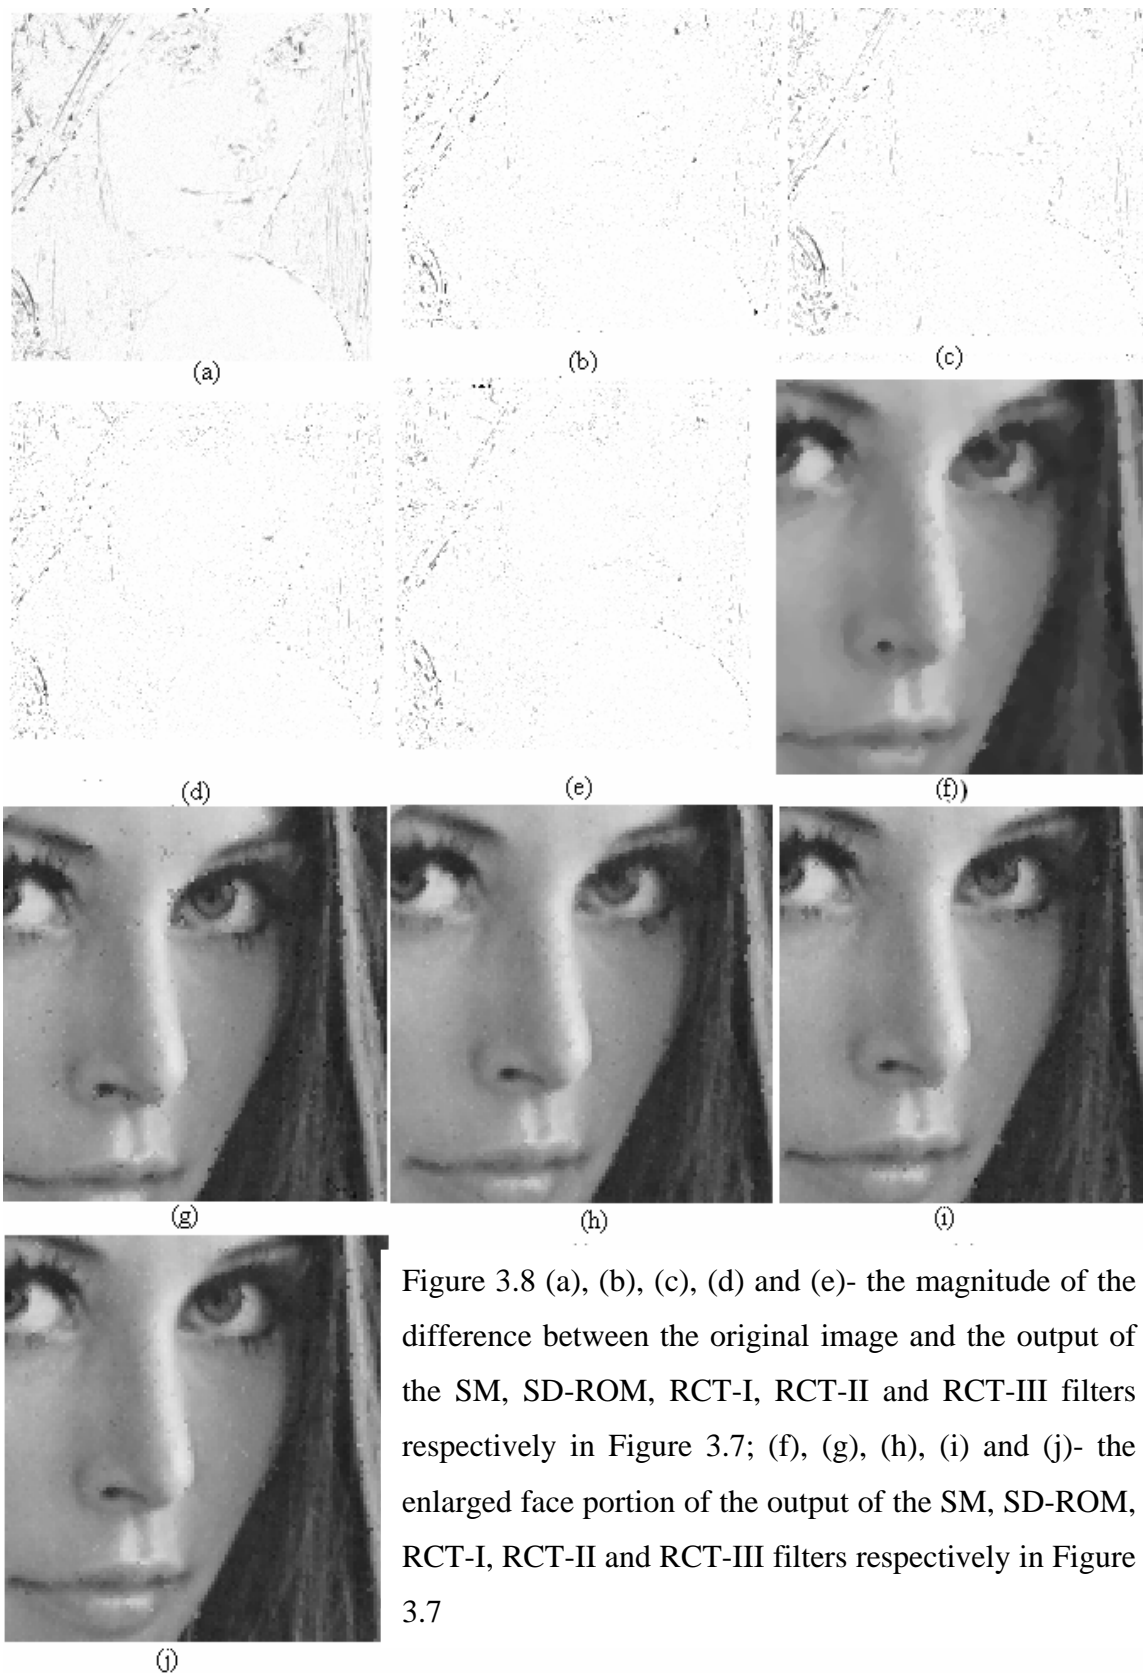 (a)
(b)
(c)
(d)
(e)
(f))
(g)
(h)
(i)
Figure 3.8 (a), (b), (c), (d) and (e)- the magnitude of the
difference between the original image and the output of
the SM, SD-ROM, RCT-I, RCT-II and RCT-III filters
respectively in Figure 3.7; (f), (g), (h), (i) and (j)- the
enlarged face portion of the output of the SM, SD-ROM,
RCT-I, RCT-II and RCT-III filters respectively in Figure
3.7
(j)